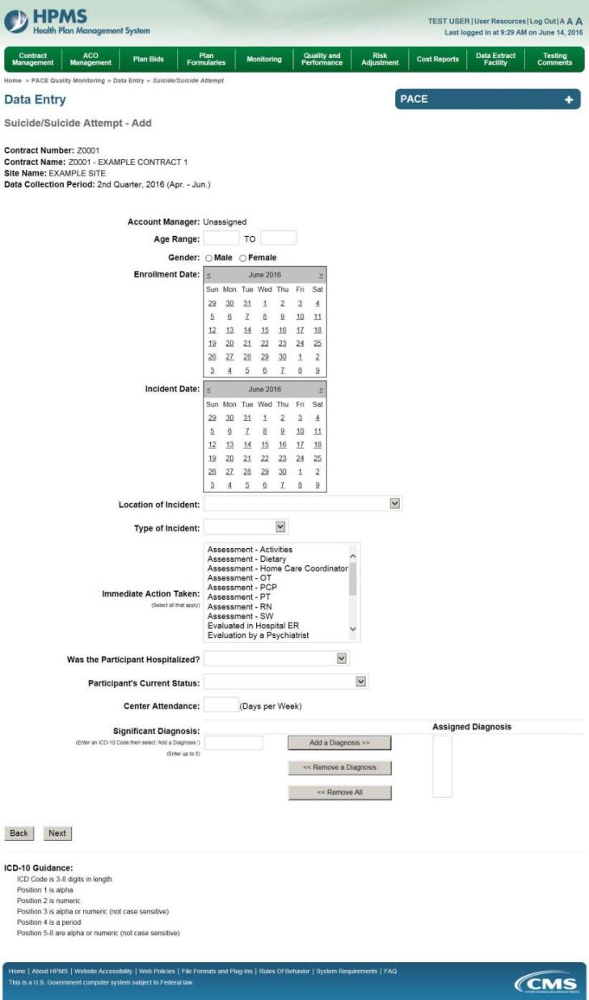 HPMS
Health Plan Management System
TEST USER | User Resources | Log Out | A A A
Last logged in at 9:29 AM on June 14, 2016
Contract Management ACO Management Plan Bids Plan Formularies Monitoring Quality and Performance Risk Adjustment Cost Reports Data Extract Facility Testing Comments
Home » PACE Quality Monitoring » Data Entry » Suicide/Suicide Attempt
Data Entry
PACE +
Suicide/Suicide Attempt - Add
Contract Number: Z0001
Contract Name: Z0001 - EXAMPLE CONTRACT 1
Site Name: EXAMPLE SITE
Data Collection Period: 2nd Quarter, 2016 (Apr. - Jun.)
Account Manager: Unassigned
Age Range: TO
Gender: Male Female
Enrollment Date:
< June 2016 >
Sun Mon Tue Wed Thu Fri Sat
29 30 31 1 2 3 4
5 6 7 8 9 10 11
12 13 14 15 16 17 18
19 20 21 22 23 24 25
26 27 28 29 30 1 2
3 4 5 6 7 8 9
Incident Date:
< June 2016 >
Sun Mon Tue Wed Thu Fri Sat
29 30 31 1 2 3 4
5 6 7 8 9 10 11
12 13 14 15 16 17 18
19 20 21 22 23 24 25
26 27 28 29 30 1 2
3 4 5 6 7 8 9
Location of Incident:
Type of Incident:
Immediate Action Taken:
(Select all that apply)
Assessment - Activities
Assessment - Dietary
Assessment - Home Care Coordinator
Assessment - OT
Assessment - PCP
Assessment - PT
Assessment - RN
Assessment - SW
Evaluated in Hospital ER
Evaluation by a Psychiatrist
Was the Participant Hospitalized?
Participant's Current Status:
Center Attendance: (Days per Week)
Significant Diagnosis:
(Enter an ICD-10 Code then select 'Add a Diagnosis.')
(Enter up to 5)
Add a Diagnosis >>
<< Remove a Diagnosis
<< Remove All
Assigned Diagnosis
Back Next
ICD-10 Guidance:
ICD Code is 3-8 digits in length
Position 1 is alpha
Position 2 is numeric
Position 3 is alpha or numeric (not case sensitive)
Position 4 is a period
Position 5-8 are alpha or numeric (not case sensitive)
Home | About HPMS | Website Accessibility | Web Policies | File Formats and Plug-Ins | Rules Of Behavior | System Requirements | FAQ
This is a U.S. Government computer system subject to Federal law.
CMS